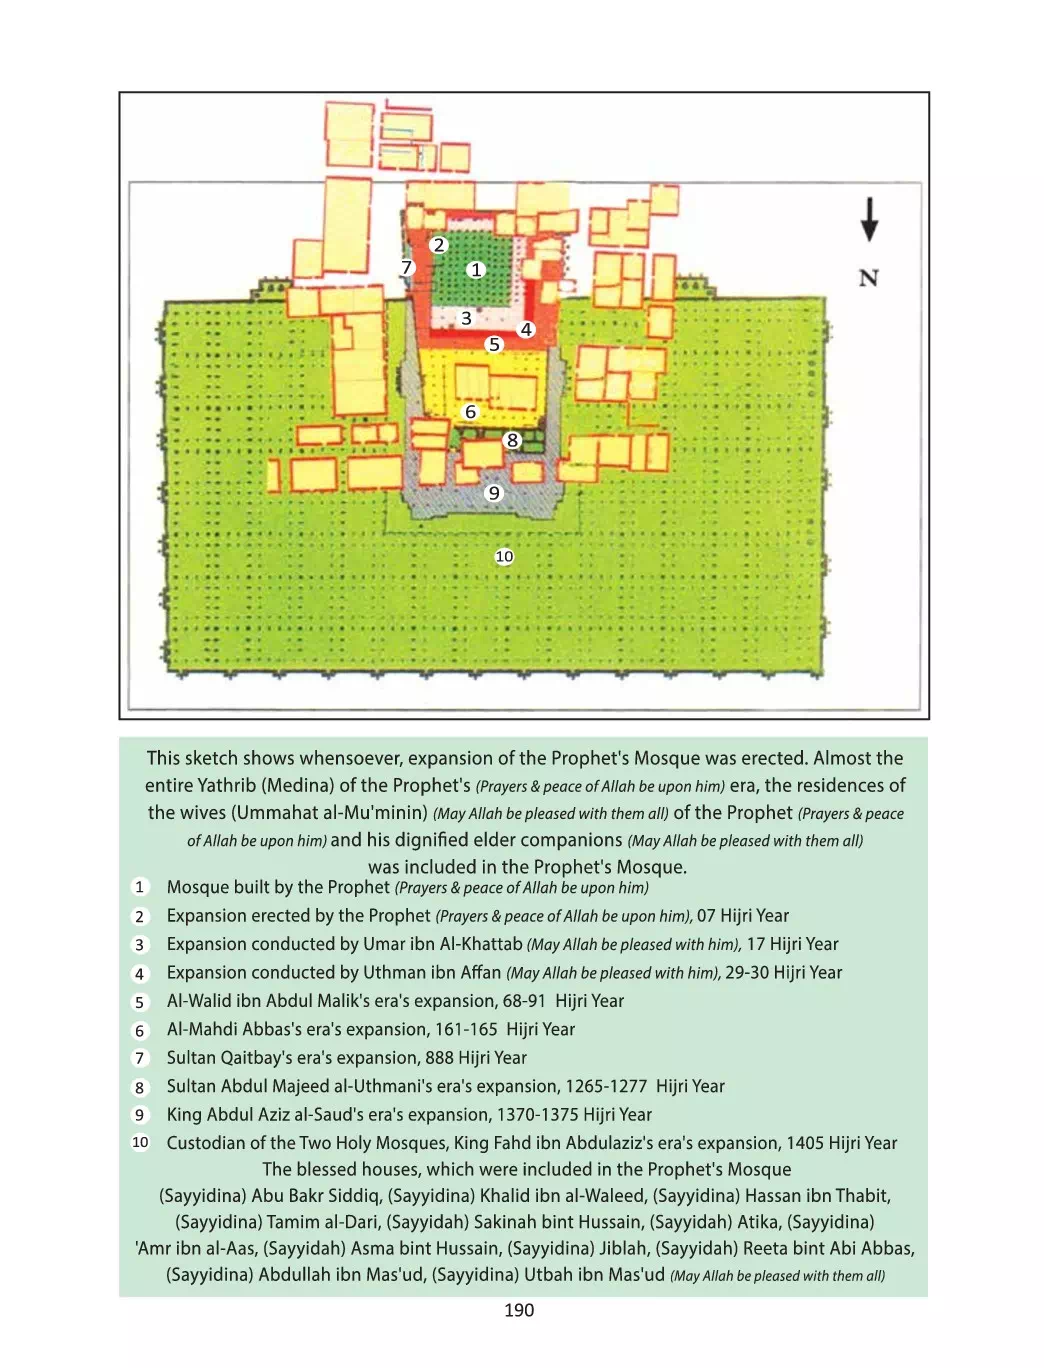 2
7
1
3
4
5
6
8
9
10
N
This sketch shows whensoever, expansion of the Prophet's Mosque was erected. Almost the
entire Yathrib (Medina) of the Prophet's (Prayers & peace of Allah be upon him) era, the residences of
the wives (Ummahat al-Mu'minin) (May Allah be pleased with them all) of the Prophet (Prayers & peace
of Allah be upon him) and his dignified elder companions (May Allah be pleased with them all)
was included in the Prophet's Mosque.
1 Mosque built by the Prophet (Prayers & peace of Allah be upon him)
2 Expansion erected by the Prophet (Prayers & peace of Allah be upon him), 07 Hijri Year
3 Expansion conducted by Umar ibn Al-Khattab (May Allah be pleased with him), 17 Hijri Year
4 Expansion conducted by Uthman ibn Affan (May Allah be pleased with him), 29-30 Hijri Year
5 Al-Walid ibn Abdul Malik's era's expansion, 68-91 Hijri Year
6 Al-Mahdi Abbas's era's expansion, 161-165 Hijri Year
7 Sultan Qaitbay's era's expansion, 888 Hijri Year
8 Sultan Abdul Majeed al-Uthmani's era's expansion, 1265-1277 Hijri Year
9 King Abdul Aziz al-Saud's era's expansion, 1370-1375 Hijri Year
10 Custodian of the Two Holy Mosques, King Fahd ibn Abdulaziz's era's expansion, 1405 Hijri Year
The blessed houses, which were included in the Prophet's Mosque
(Sayyidina) Abu Bakr Siddiq, (Sayyidina) Khalid ibn al-Waleed, (Sayyidina) Hassan ibn Thabit,
(Sayyidina) Tamim al-Dari, (Sayyidah) Sakinah bint Hussain, (Sayyidah) Atika, (Sayyidina)
'Amr ibn al-Aas, (Sayyidah) Asma bint Hussain, (Sayyidina) Jiblah, (Sayyidah) Reeta bint Abi Abbas,
(Sayyidina) Abdullah ibn Mas'ud, (Sayyidina) Utbah ibn Mas'ud (May Allah be pleased with them all)
190